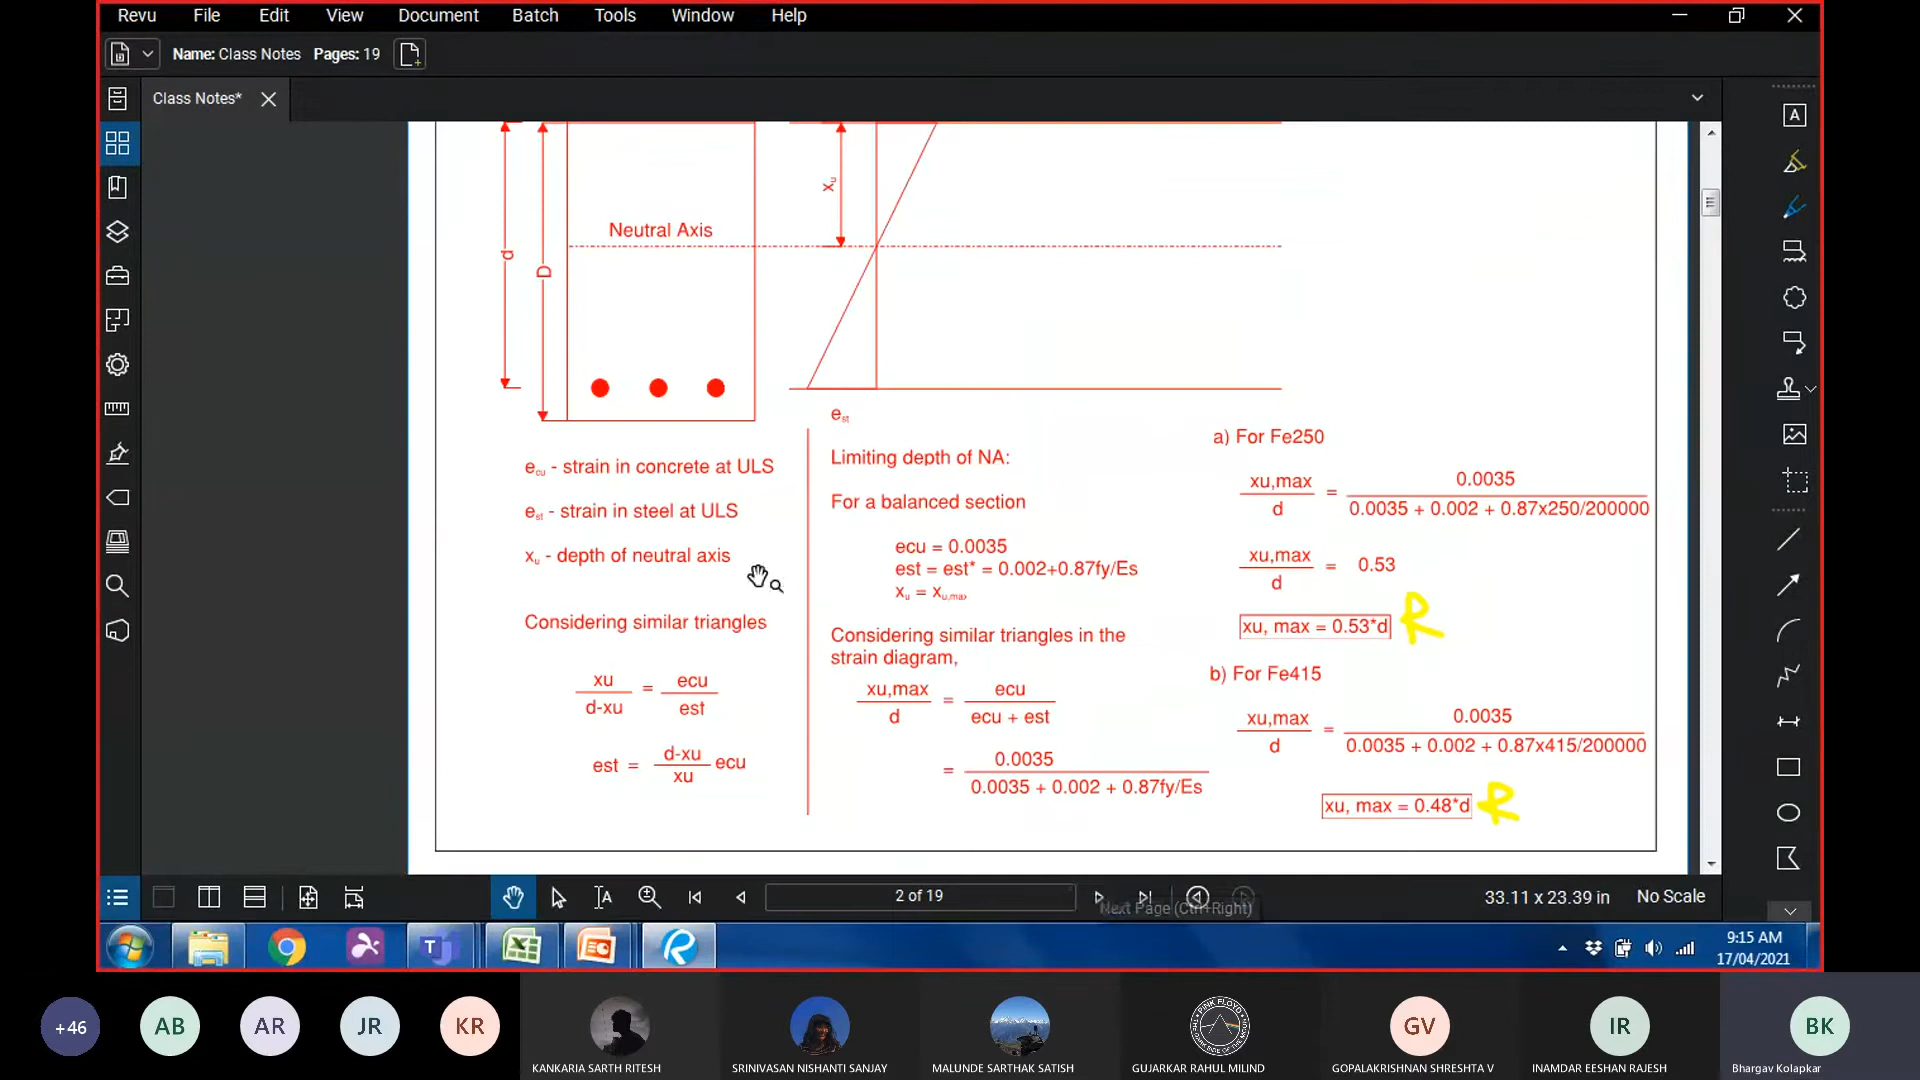 Revu File Edit View Document Batch Tools Window Help
Name: Class Notes Pages: 19
Class Notes*
xu
Neutral Axis
d
D
est
ecu - strain in concrete at ULS
est - strain in steel at ULS
xu - depth of neutral axis
Considering similar triangles
xu ecu
= 
d-xu est
d-xu
est = ecu
xu
Limiting depth of NA:
For a balanced section
ecu = 0.0035
est = est* = 0.002+0.87fy/Es
xu = xu,max
Considering similar triangles in the
strain diagram,
xu,max ecu
=
d ecu + est
0.0035
=
0.0035 + 0.002 + 0.87fy/Es
a) For Fe250
xu,max 0.0035
=
d 0.0035 + 0.002 + 0.87x250/200000
xu,max
= 0.53
d
xu, max = 0.53*d R
b) For Fe415
xu,max 0.0035
=
d 0.0035 + 0.002 + 0.87x415/200000
xu, max = 0.48*d R
2 of 19
Next Page (Ctrl+Right)
33.11 x 23.39 in No Scale
9:15 AM
17/04/2021
+46 AB AR JR KR GV IR BK
PINK FLOYD
KANKARIA SARTH RITESH SRINIVASAN NISHANTI SANJAY MALUNDE SARTHAK SATISH GUJARKAR RAHUL MILIND GOPALAKRISHNAN SHRESHTA V INAMDAR EESHAN RAJESH Bhargav Kolapkar